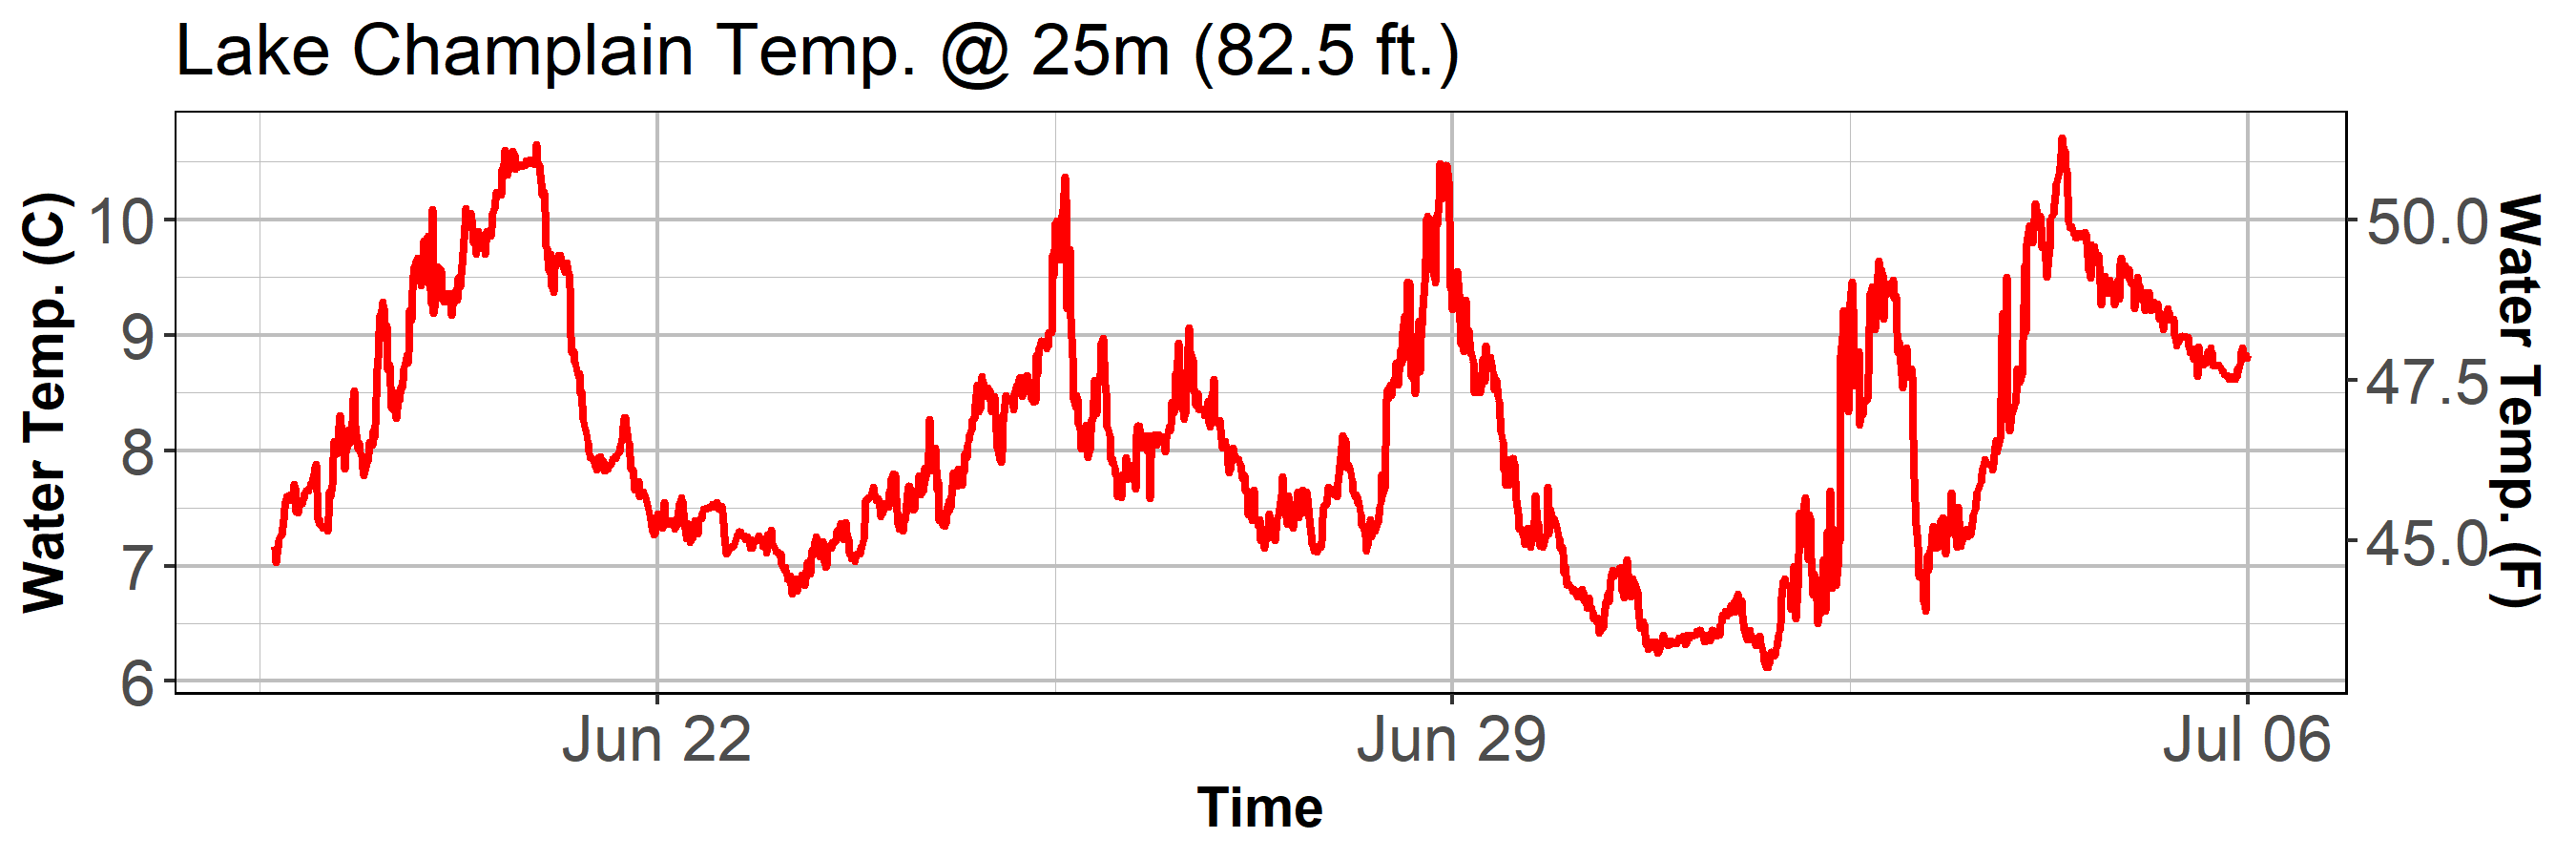 Lake Champlain Temp. @ 25m (82.5 ft.)
Water Temp. (C)
10
9
8
7
6
50.0
47.5
45.0
Water Temp. (F)
Jun 22
Jun 29
Jul 06
Time